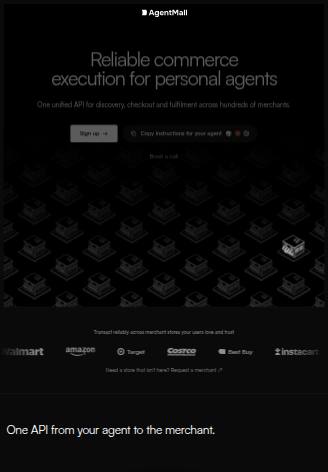 AgentMall
Reliable commerce
execution for personal agents
One unified API for discovery, checkout and fulfilment across hundreds of merchants.
Sign up →
Copy instructions for your agent
Book a call
Transact reliably across merchant stores your users love and trust
Walmart
amazon
Target
Costco
Best Buy
instacart
Need a store that isn't here? Request a merchant ↗
One API from your agent to the merchant.